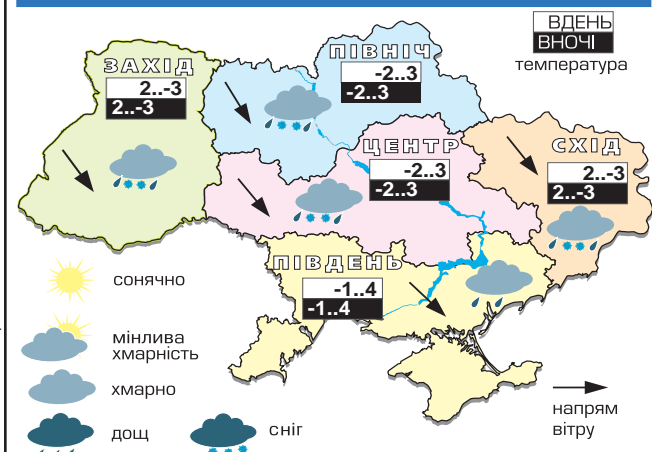 ВДЕНЬ
ВНОЧІ
температура
ПІВНІЧ
-2..3
-2..3
ЗАХІД
2..-3
2..-3
ЦЕНТР
-2..3
-2..3
СХІД
2..-3
2..-3
ПІВДЕНЬ
-1..4
-1..4
сонячно
мінлива
хмарність
хмарно
дощ
сніг
напрям
вітру